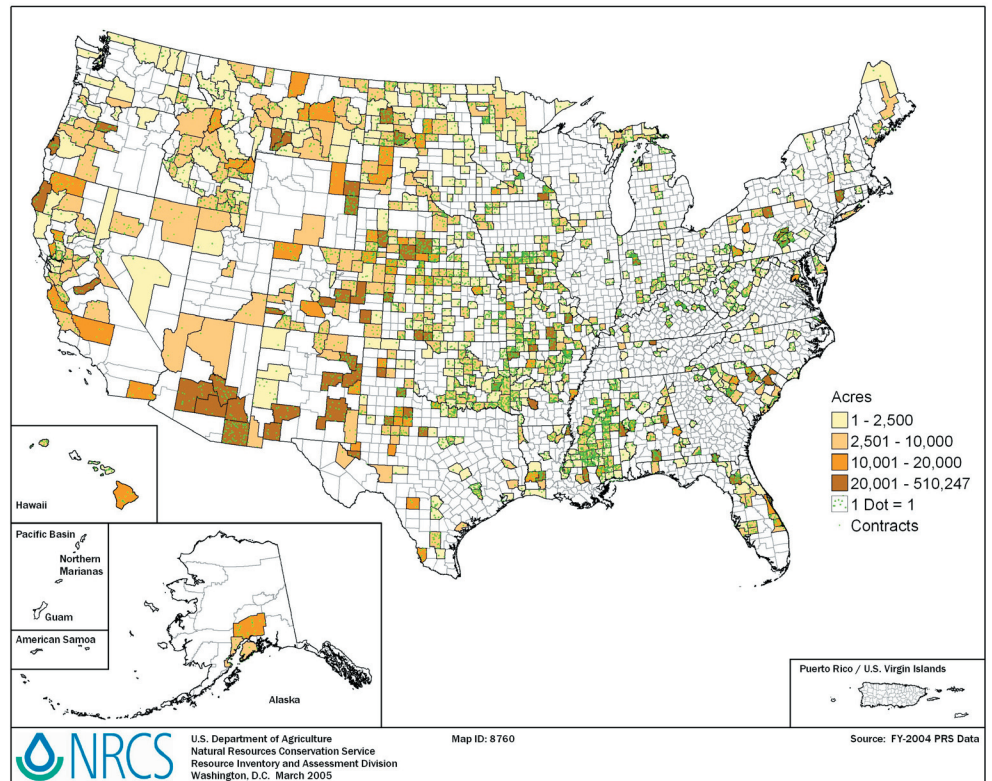 Acres
1 - 2,500
2,501 - 10,000
10,001 - 20,000
20,001 - 510,247
1 Dot = 1
Contracts
Hawaii
Pacific Basin
Northern
Marianas
Guam
American Samoa
Alaska
Puerto Rico / U.S. Virgin Islands
NRCS
U.S. Department of Agriculture
Natural Resources Conservation Service
Resource Inventory and Assessment Division
Washington, D.C. March 2005
Map ID: 8760
Source: FY-2004 PRS Data